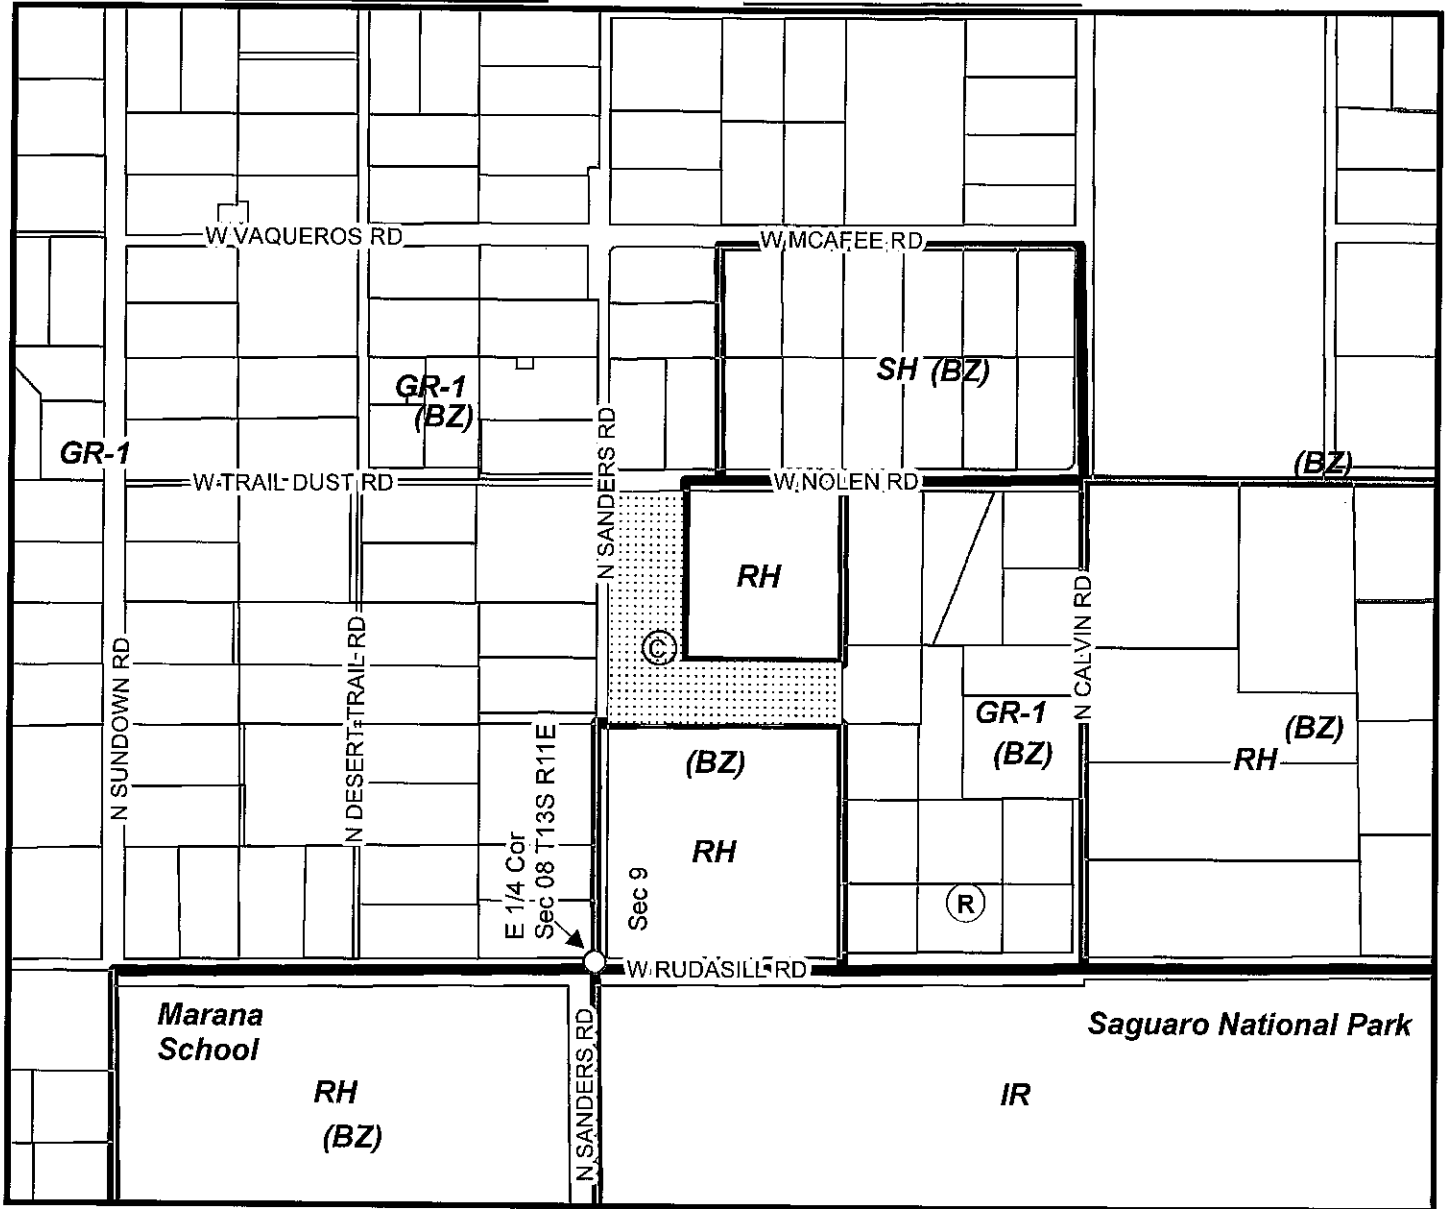 W VAQUEROS RD
W MCAFEE RD
SH (BZ)
GR-1
(BZ)
GR-1
(BZ)
W TRAIL DUST RD
W NOLEN RD
N SANDERS RD
RH
C
N CALVIN RD
N SUNDOWN RD
N DESERT TRAIL RD
GR-1
(BZ)
(BZ)
RH
(BZ)
RH
E 1/4 Cor
Sec 08 T13S R11E
Sec 9
R
W RUDASILL RD
Marana
School
RH
(BZ)
N SANDERS RD
Saguaro National Park
IR